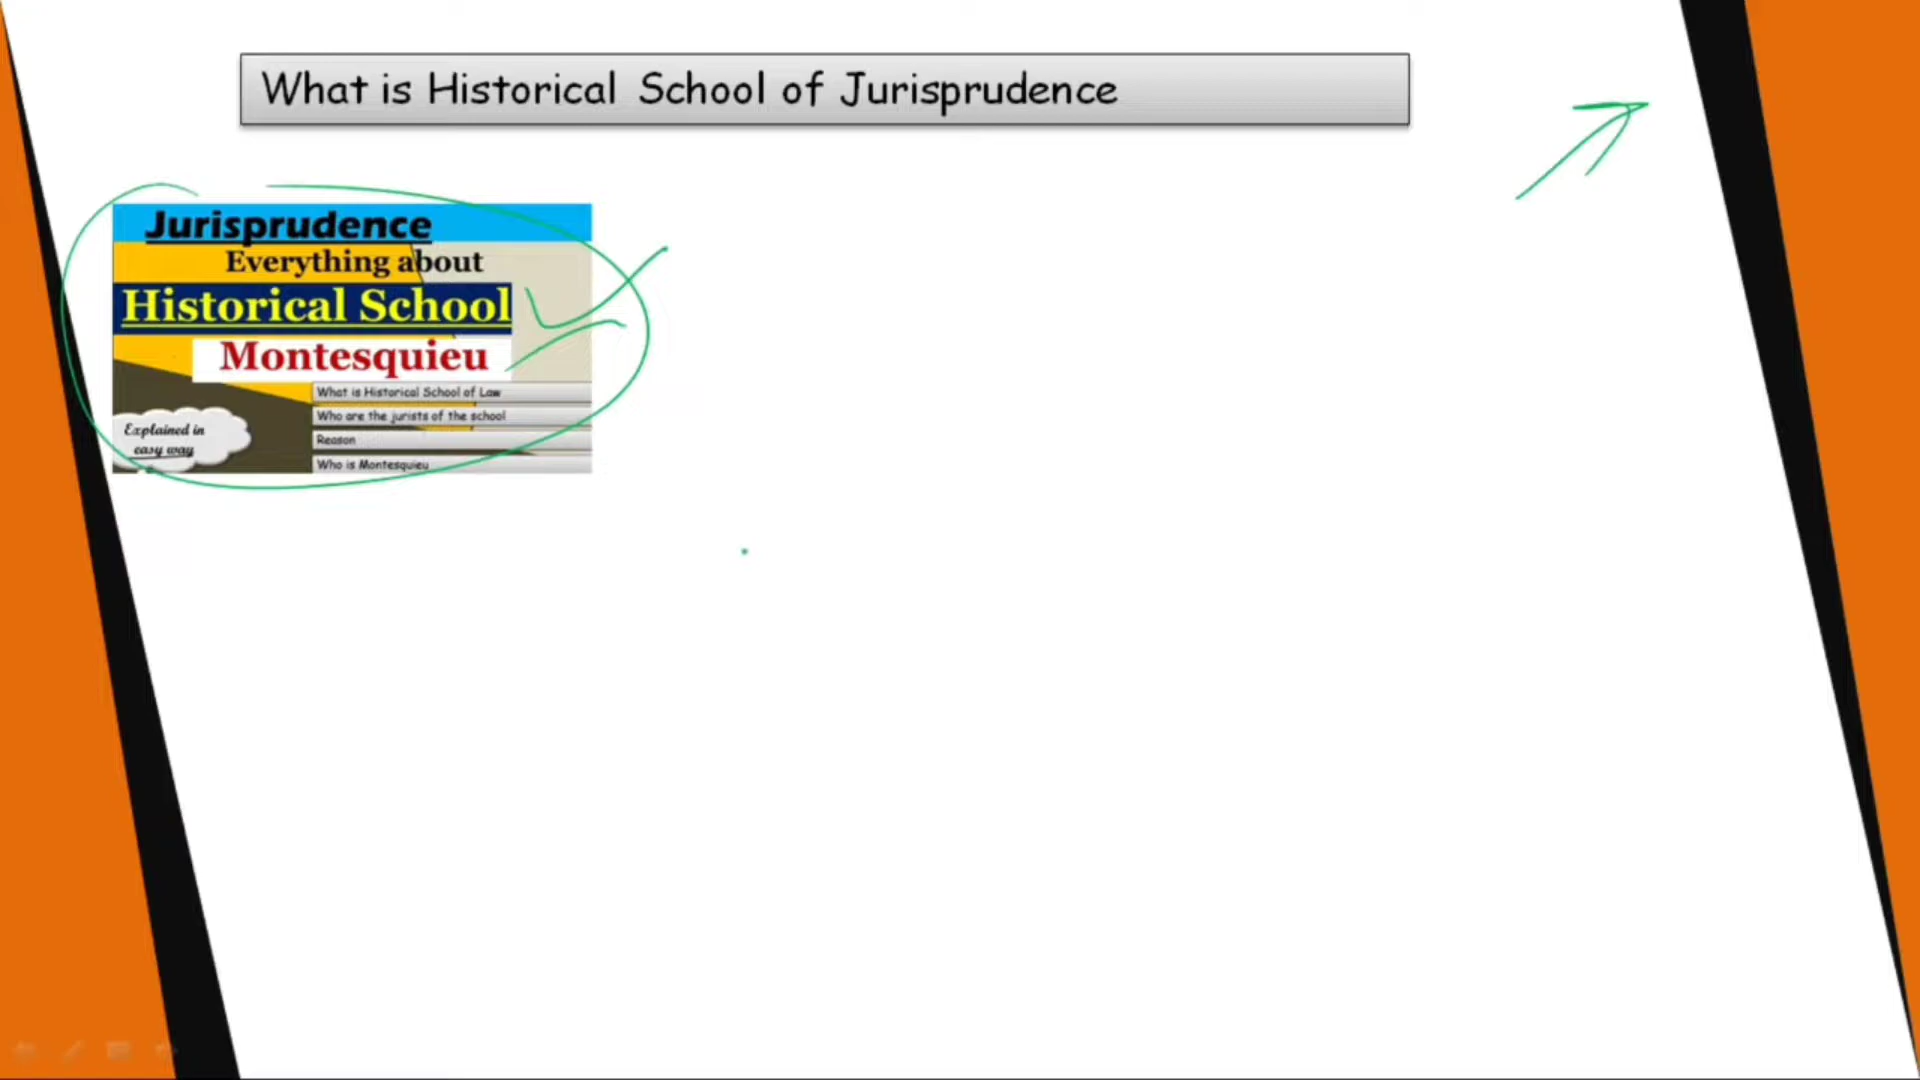 What is Historical School of Jurisprudence
Jurisprudence
Everything about
Historical School
Montesquieu
What is Historical School of Law
Who are the jurists of the school
Explained in
easy way
Reason
Who is Montesquieu